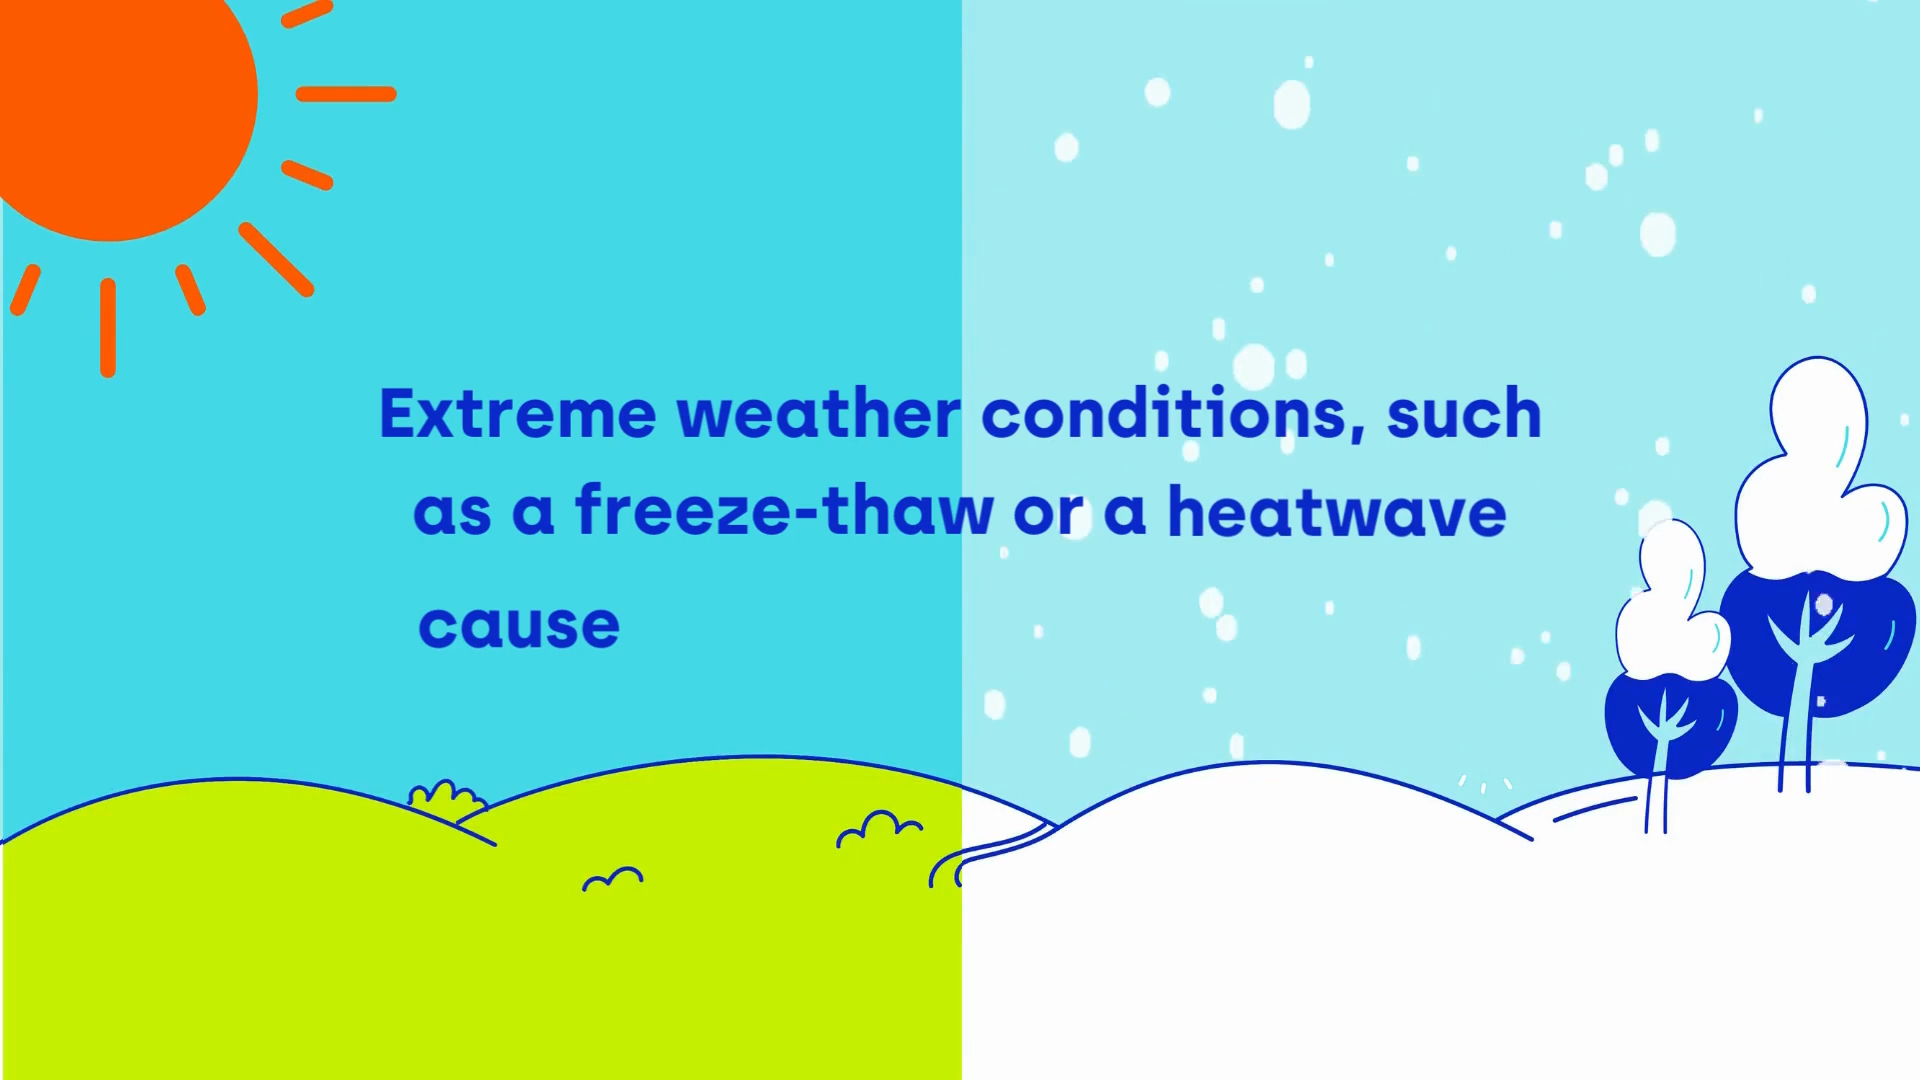 Extreme weather conditions, such
as a freeze-thaw or a heatwave
cause